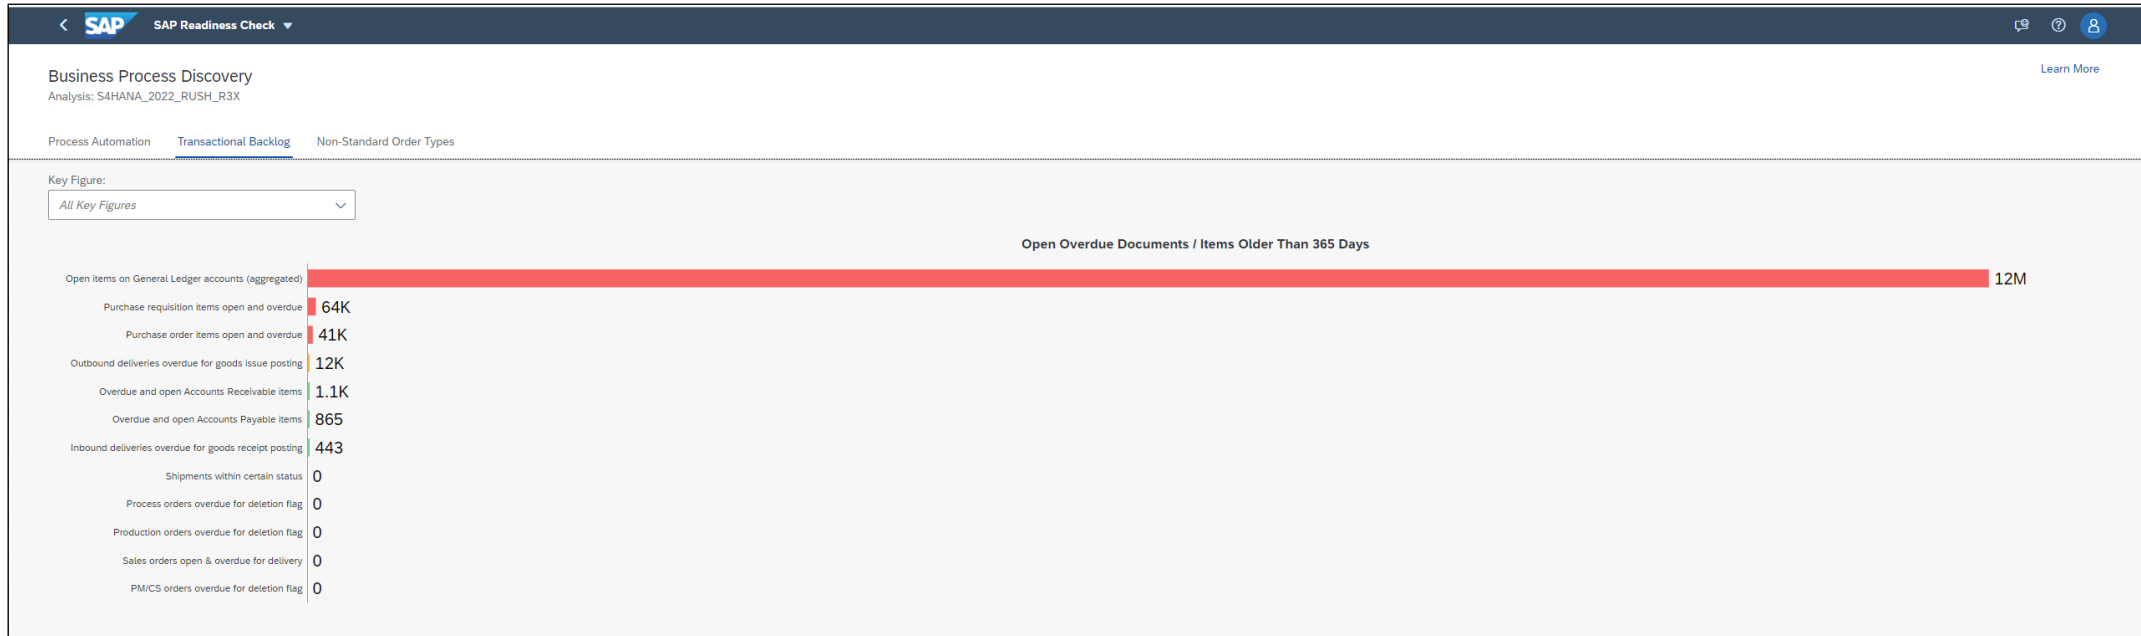 SAP SAP Readiness Check
Business Process Discovery
Learn More
Analysis: S4HANA_2022_RUSH_R3X
Process Automation Transactional Backlog Non-Standard Order Types
Key Figure:
All Key Figures
Open Overdue Documents / Items Older Than 365 Days
Open items on General Ledger accounts (aggregated) 12M
Purchase requisition items open and overdue 64K
Purchase order items open and overdue 41K
Outbound deliveries overdue for goods issue posting 12K
Overdue and open Accounts Receivable items 1.1K
Overdue and open Accounts Payable items 865
Inbound deliveries overdue for goods receipt posting 443
Shipments within certain status 0
Process orders overdue for deletion flag 0
Production orders overdue for deletion flag 0
Sales orders open & overdue for delivery 0
PM/CS orders overdue for deletion flag 0